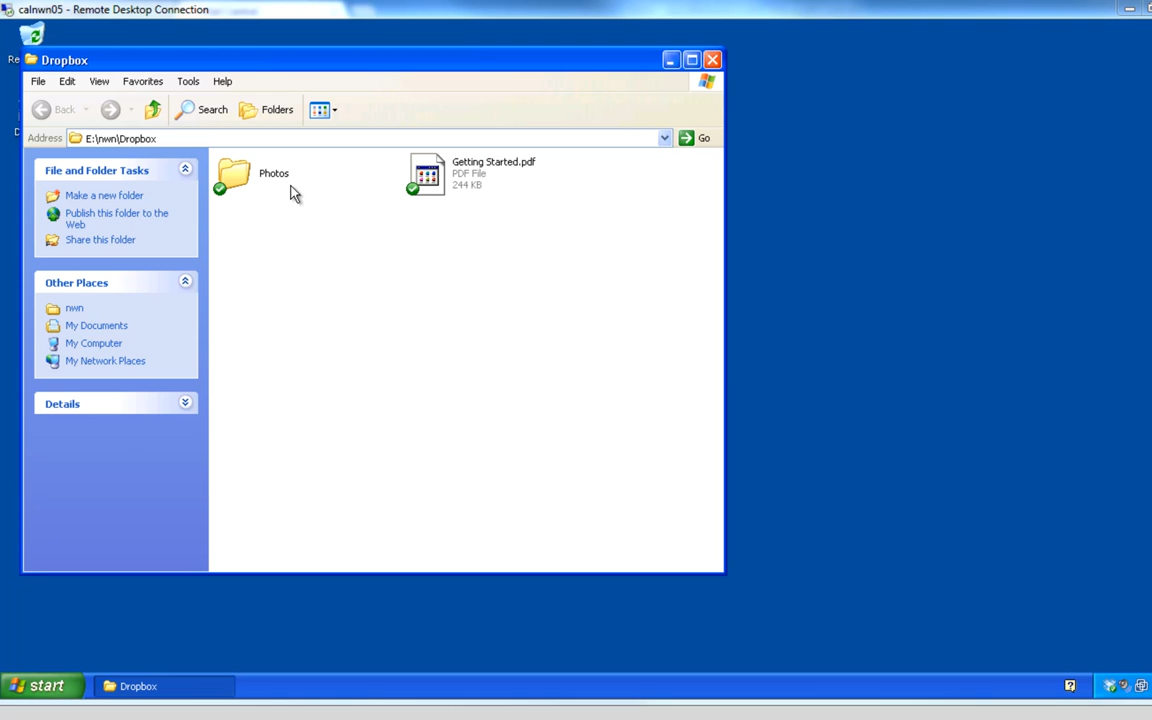 calnwn05 - Remote Desktop Connection
Re
Dropbox
File Edit View Favorites Tools Help
Back Search Folders
Address E:\nwn\Dropbox Go
File and Folder Tasks
Make a new folder
Publish this folder to the
Web
Share this folder
Other Places
nwn
My Documents
My Computer
My Network Places
Details
Photos
Getting Started.pdf
PDF File
244 KB
D
start Dropbox